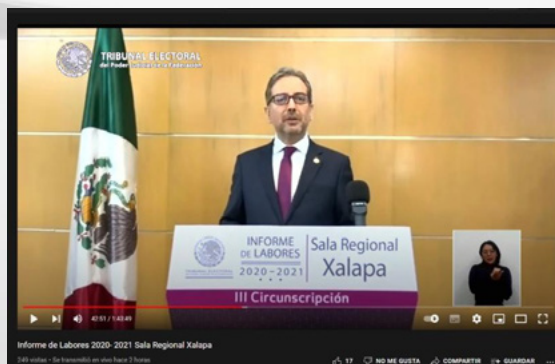 TRIBUNAL ELECTORAL
del Poder Judicial de la Federación
INFORME
DE LABORES
2020-2021
Sala Regional
Xalapa
III Circunscripción
42:51 / 1:43:49
Informe de Labores 2020- 2021 Sala Regional Xalapa
249 vistas • Se transmitió en vivo hace 2 horas
17
NO ME GUSTA
COMPARTIR
GUARDAR